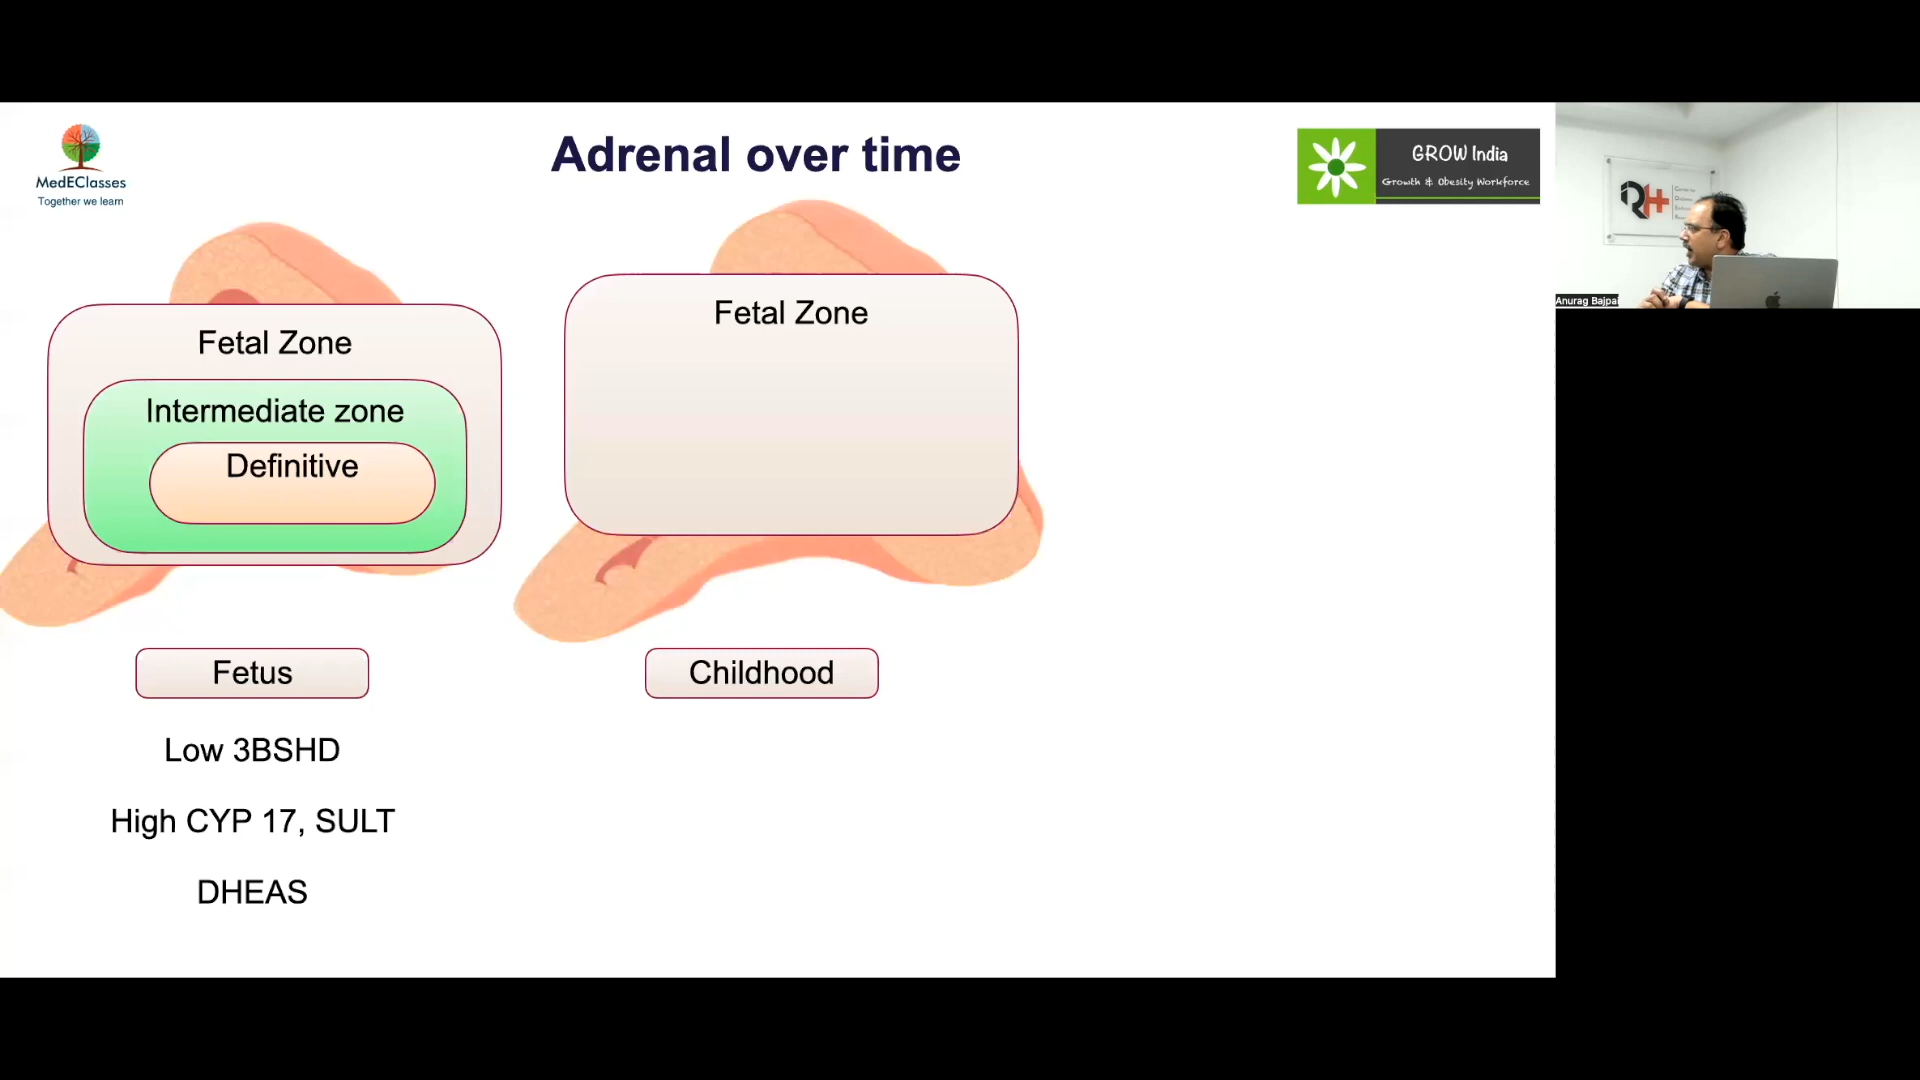 MedEClasses
Together we learn
Adrenal over time
GROW India
Growth & Obesity Workforce
Fetal Zone
Intermediate zone
Definitive
Fetal Zone
Fetus
Childhood
Low 3BSHD
High CYP 17, SULT
DHEAS
RH
Anurag Bajpai